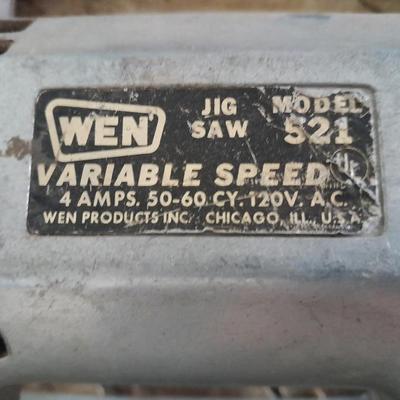 WEN JIG SAW MODEL 521
VARIABLE SPEED
4 AMPS. 50-60 CY. 120V. A.C.
WEN PRODUCTS INC. CHICAGO, ILL., U.S.A.